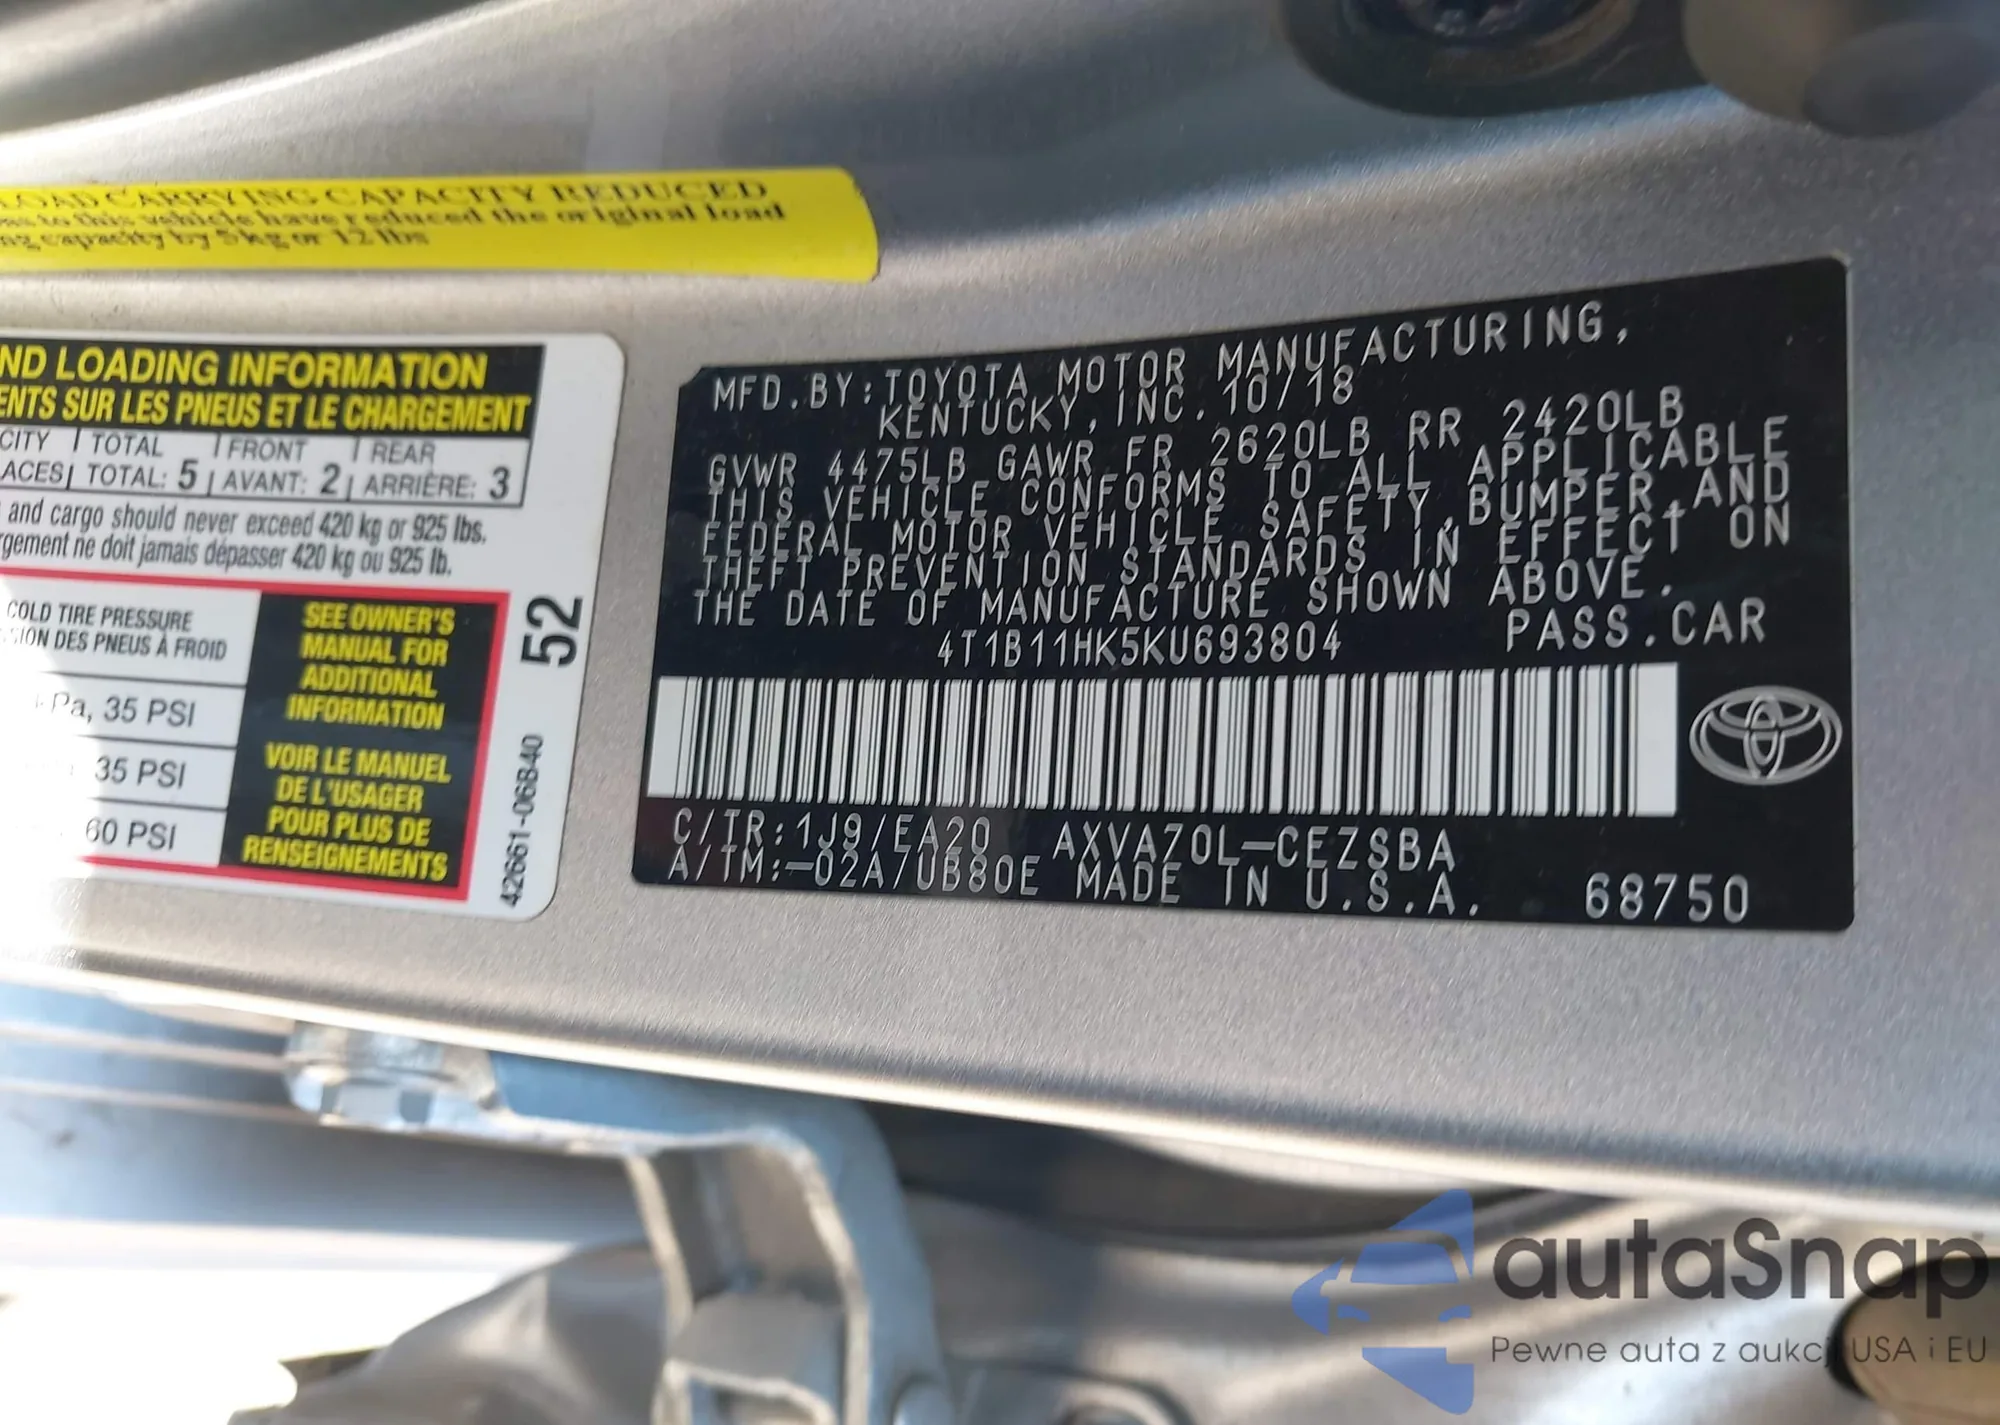 LOAD CARRYING CAPACITY REDUCED
to this vehicle have reduced the original load
capacity by 5 kg or 12 lbs
ND LOADING INFORMATION
ENTS SUR LES PNEUS ET LE CHARGEMENT
CITY TOTAL FRONT REAR
ACES TOTAL: 5 AVANT: 2 ARRIÈRE: 3
and cargo should never exceed 420 kg or 925 lbs.
rgement ne doit jamais dépasser 420 kg ou 925 lb.
COLD TIRE PRESSURE
SION DES PNEUS À FROID
Pa, 35 PSI
35 PSI
60 PSI
SEE OWNER'S
MANUAL FOR
ADDITIONAL
INFORMATION
VOIR LE MANUEL
DE L'USAGER
POUR PLUS DE
RENSEIGNEMENTS
52
42661-06B40
MFD.BY:TOYOTA MOTOR MANUFACTURING,
KENTUCKY,INC. 10/18
GVWR 4475LB GAWR FR 2620LB RR 2420LB
THIS VEHICLE CONFORMS TO ALL APPLICABLE
FEDERAL MOTOR VEHICLE SAFETY,BUMPER,AND
THEFT PREVENTION STANDARDS IN EFFECT ON
THE DATE OF MANUFACTURE SHOWN ABOVE.
4T1B11HK5KU693804 PASS.CAR
C/TR:1J9/EA20 AXVA70L-CEZSBA
A/TM:-02A/UB80E MADE IN U.S.A. 68750
autaSnap
Pewne auta z aukcji USA i EU